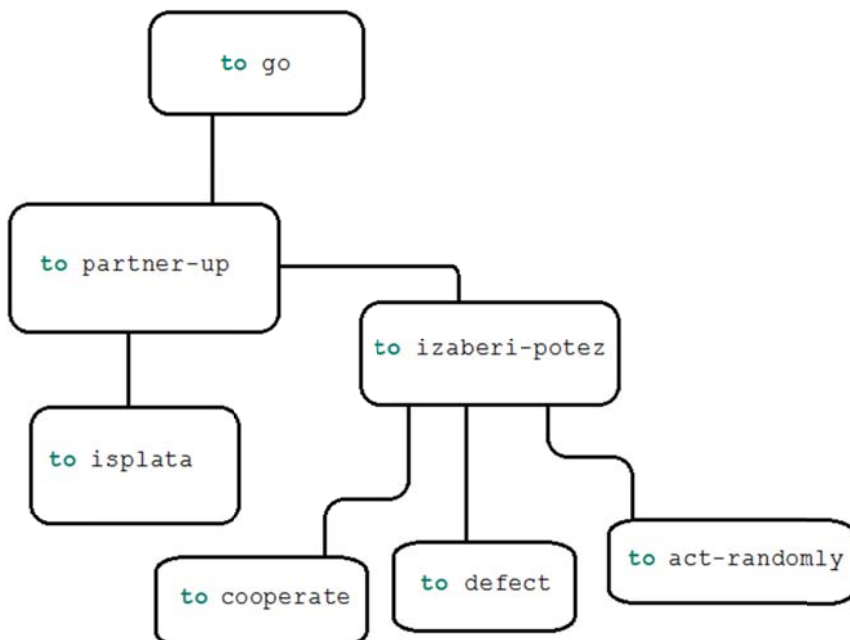 to go
to partner-up
to izaberi-potez
to isplata
to cooperate
to defect
to act-randomly